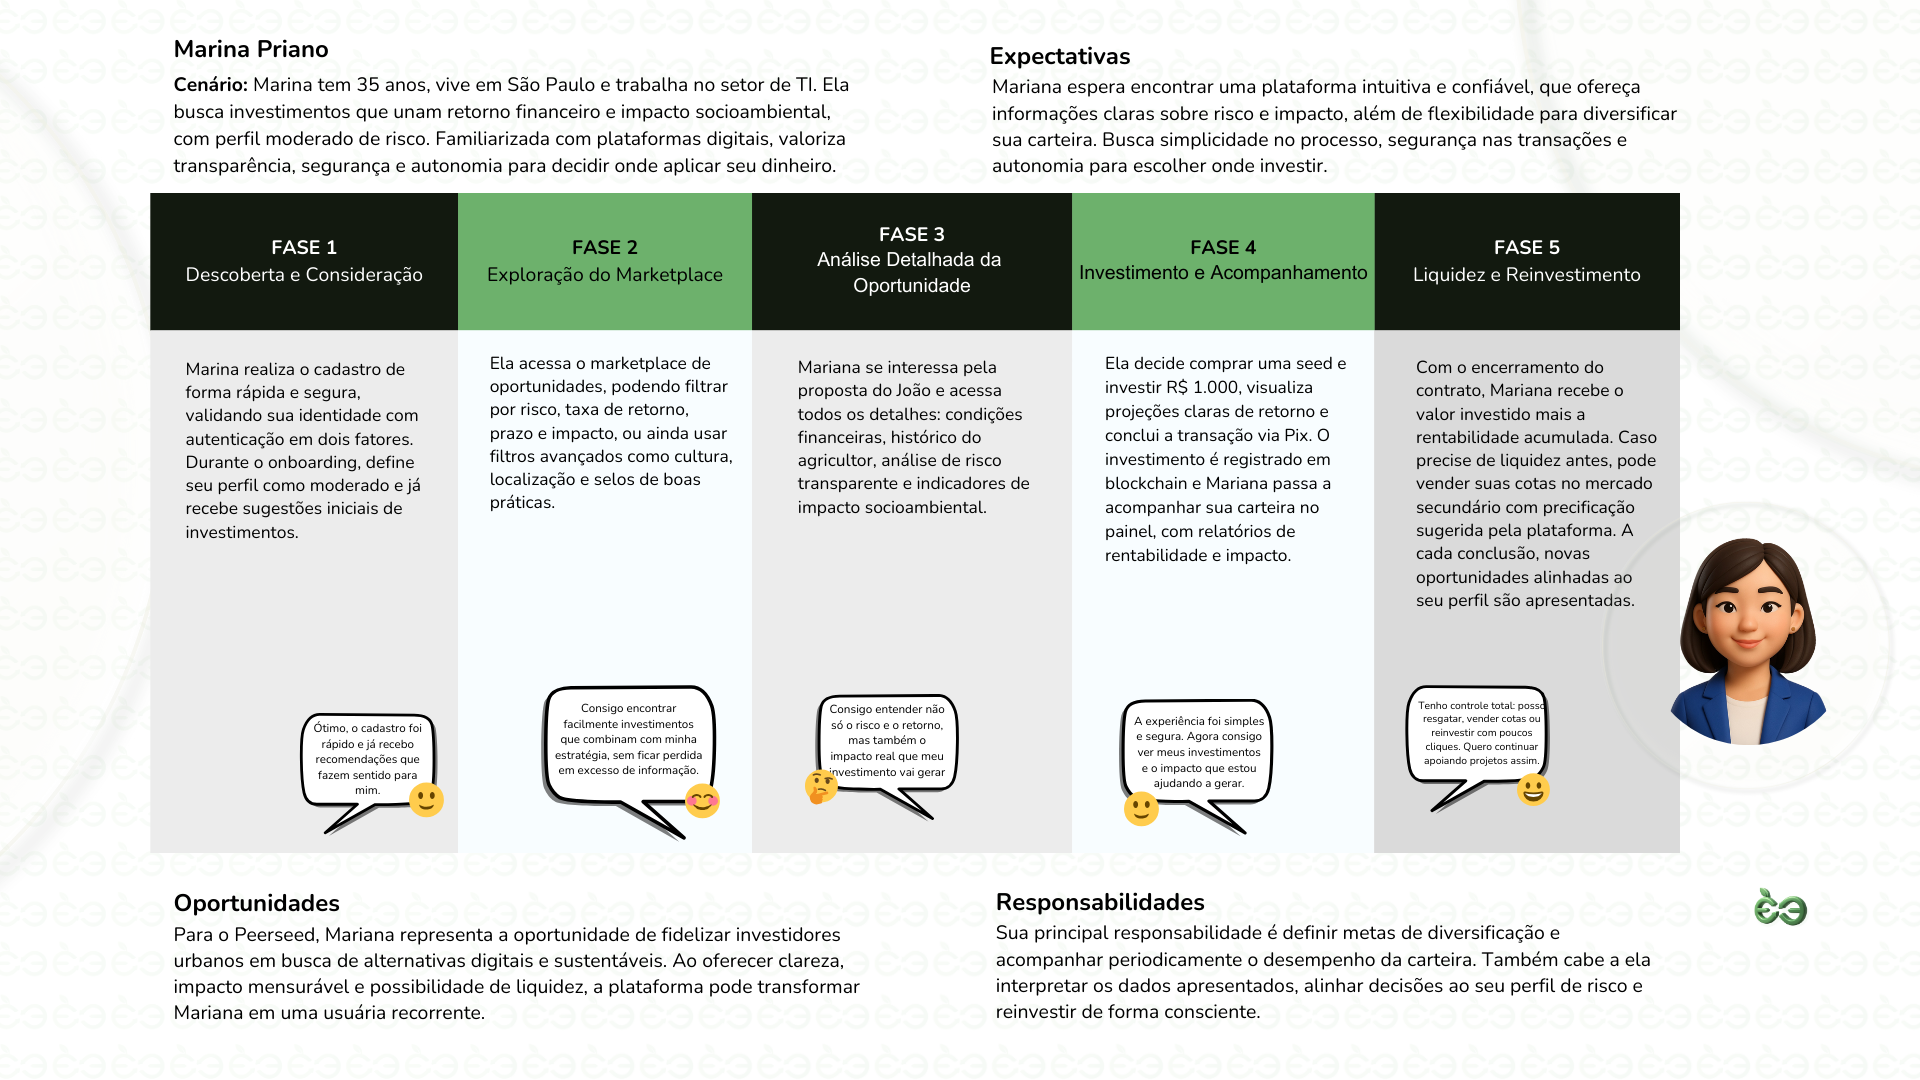 Marina Priano
Cenário: Marina tem 35 anos, vive em São Paulo e trabalha no setor de TI. Ela
busca investimentos que unam retorno financeiro e impacto socioambiental,
com perfil moderado de risco. Familiarizada com plataformas digitais, valoriza
transparência, segurança e autonomia para decidir onde aplicar seu dinheiro.
Expectativas
Mariana espera encontrar uma plataforma intuitiva e confiável, que ofereça
informações claras sobre risco e impacto, além de flexibilidade para diversificar
sua carteira. Busca simplicidade no processo, segurança nas transações e
autonomia para escolher onde investir.
FASE 1
Descoberta e Consideração
Marina realiza o cadastro de
forma rápida e segura,
validando sua identidade com
autenticação em dois fatores.
Durante o onboarding, define
seu perfil como moderado e já
recebe sugestões iniciais de
investimentos.
Ótimo, o cadastro foi
rápido e já recebo
recomendações que
fazem sentido para
mim.
FASE 2
Exploração do Marketplace
Ela acessa o marketplace de
oportunidades, podendo filtrar
por risco, taxa de retorno,
prazo e impacto, ou ainda usar
filtros avançados como cultura,
localização e selos de boas
práticas.
Consigo encontrar
facilmente investimentos
que combinam com minha
estratégia, sem ficar perdida
em excesso de informação.
FASE 3
Análise Detalhada da
Oportunidade
Mariana se interessa pela
proposta do João e acessa
todos os detalhes: condições
financeiras, histórico do
agricultor, análise de risco
transparente e indicadores de
impacto socioambiental.
Consigo entender não
só o risco e o retorno,
mas também o
impacto real que meu
investimento vai gerar
FASE 4
Investimento e Acompanhamento
Ela decide comprar uma seed e
investir R$ 1.000, visualiza
projeções claras de retorno e
conclui a transação via Pix. O
investimento é registrado em
blockchain e Mariana passa a
acompanhar sua carteira no
painel, com relatórios de
rentabilidade e impacto.
A experiência foi simples
e segura. Agora consigo
ver meus investimentos
e o impacto que estou
ajudando a gerar.
FASE 5
Liquidez e Reinvestimento
Com o encerramento do
contrato, Mariana recebe o
valor investido mais a
rentabilidade acumulada. Caso
precise de liquidez antes, pode
vender suas cotas no mercado
secundário com precificação
sugerida pela plataforma. A
cada conclusão, novas
oportunidades alinhadas ao
seu perfil são apresentadas.
Tenho controle total: posso
resgatar, vender cotas ou
reinvestir com poucos
cliques. Quero continuar
apoiando projetos assim.
Oportunidades
Para o Peerseed, Mariana representa a oportunidade de fidelizar investidores
urbanos em busca de alternativas digitais e sustentáveis. Ao oferecer clareza,
impacto mensurável e possibilidade de liquidez, a plataforma pode transformar
Mariana em uma usuária recorrente.
Responsabilidades
Sua principal responsabilidade é definir metas de diversificação e
acompanhar periodicamente o desempenho da carteira. Também cabe a ela
interpretar os dados apresentados, alinhar decisões ao seu perfil de risco e
reinvestir de forma consciente.